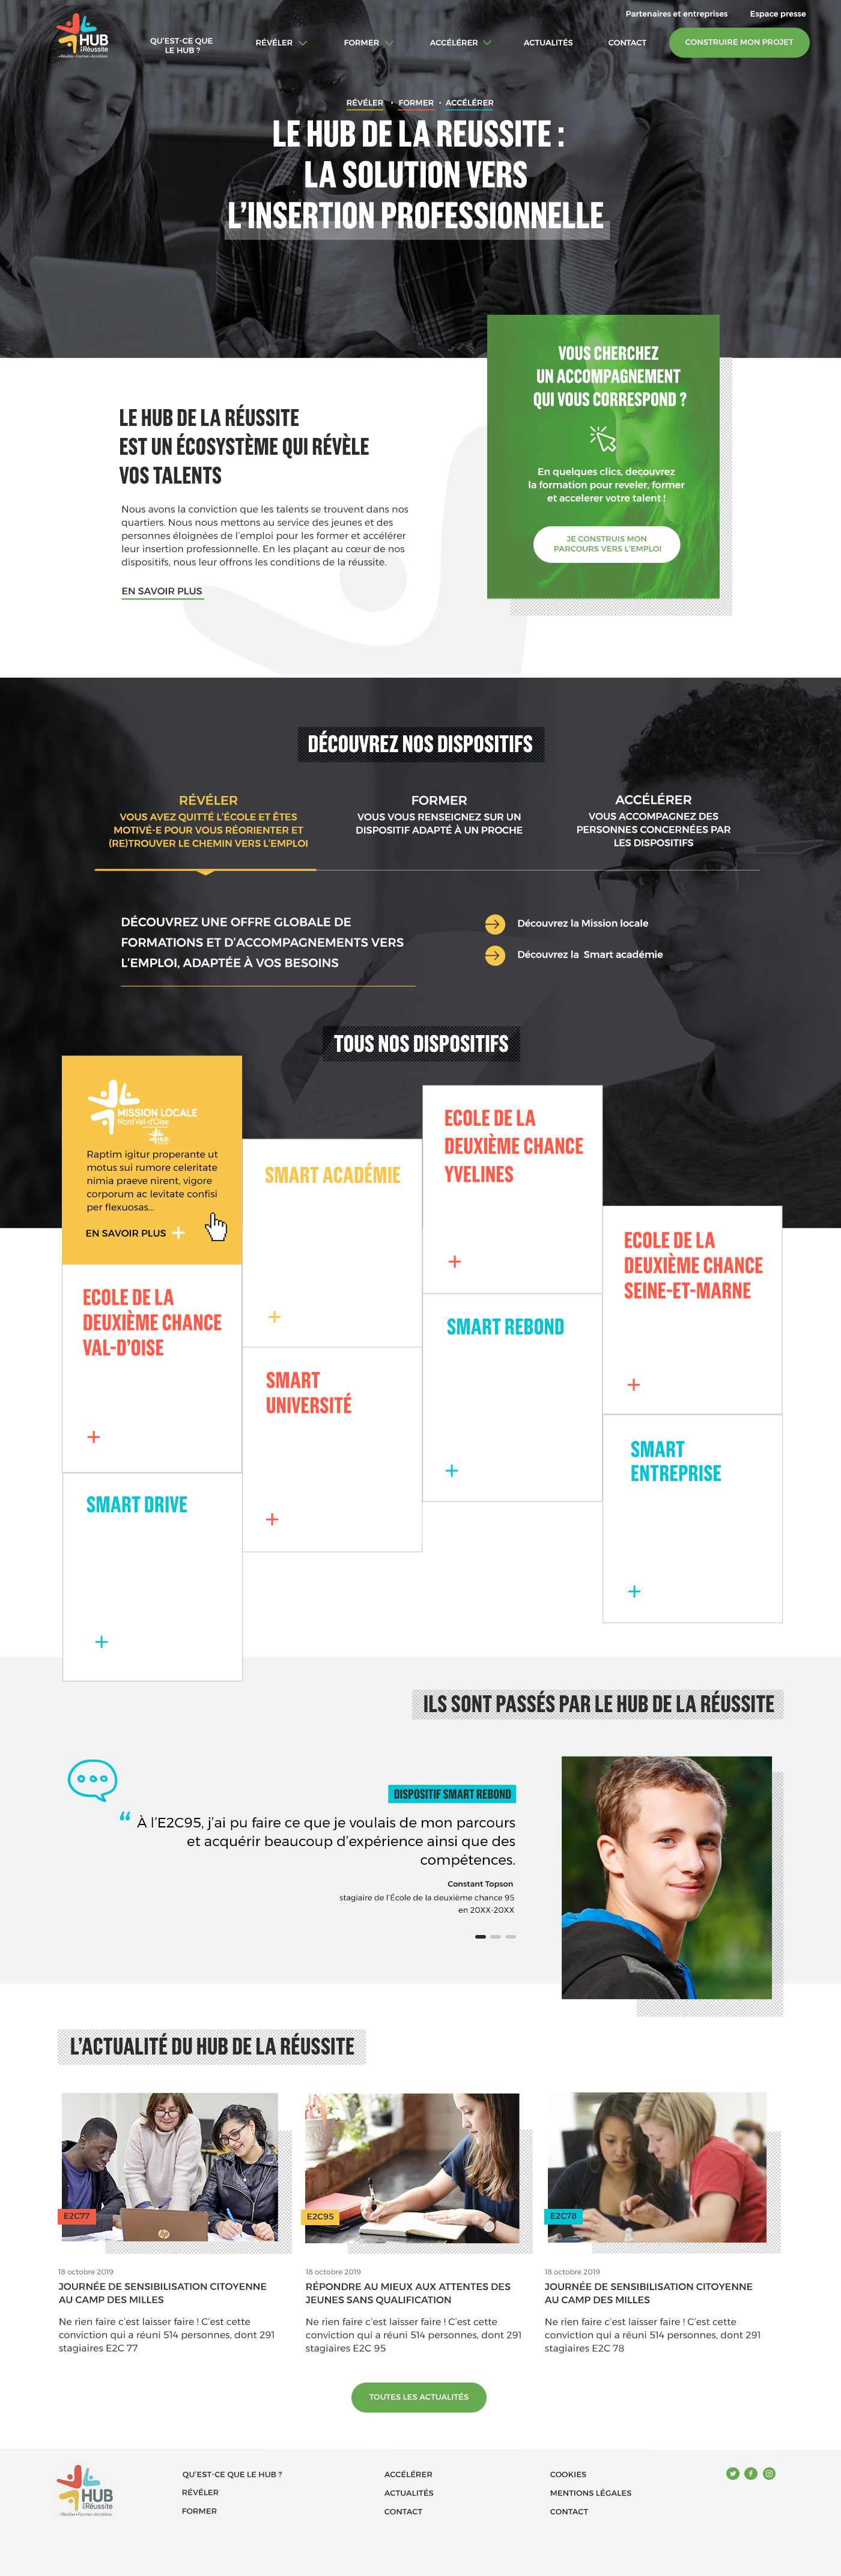 Partenaires et entreprises
Espace presse
HUB
de la Réussite
• Révéler • Former • Accélérer
QU'EST-CE QUE
LE HUB ?
RÉVÉLER
FORMER
ACCÉLÉRER
ACTUALITÉS
CONTACT
CONSTRUIRE MON PROJET
RÉVÉLER • FORMER • ACCÉLÉRER
LE HUB DE LA REUSSITE :
LA SOLUTION VERS
L'INSERTION PROFESSIONNELLE
VOUS CHERCHEZ
UN ACCOMPAGNEMENT
QUI VOUS CORRESPOND ?
En quelques clics, decouvrez
la formation pour reveler, former
et accelerer votre talent !
JE CONSTRUIS MON
PARCOURS VERS L'EMPLOI
LE HUB DE LA RÉUSSITE
EST UN ÉCOSYSTÈME QUI RÉVÈLE
VOS TALENTS
Nous avons la conviction que les talents se trouvent dans nos
quartiers. Nous nous mettons au service des jeunes et des
personnes éloignées de l'emploi pour les former et accélérer
leur insertion professionnelle. En les plaçant au cœur de nos
dispositifs, nous leur offrons les conditions de la réussite.
EN SAVOIR PLUS
DÉCOUVREZ NOS DISPOSITIFS
RÉVÉLER
VOUS AVEZ QUITTÉ L'ÉCOLE ET ÊTES
MOTIVÉ·E POUR VOUS RÉORIENTER ET
(RE)TROUVER LE CHEMIN VERS L'EMPLOI
FORMER
VOUS VOUS RENSEIGNEZ SUR UN
DISPOSITIF ADAPTÉ À UN PROCHE
ACCÉLÉRER
VOUS ACCOMPAGNEZ DES
PERSONNES CONCERNÉES PAR
LES DISPOSITIFS
DÉCOUVREZ UNE OFFRE GLOBALE DE
FORMATIONS ET D'ACCOMPAGNEMENTS VERS
L'EMPLOI, ADAPTÉE À VOS BESOINS
Découvrez la Mission locale
Découvrez la Smart académie
TOUS NOS DISPOSITIFS
MISSION LOCALE
Nord Val-d'Oise
HUB
Raptim igitur properante ut
motus sui rumore celeritate
nimia praeve nirent, vigore
corporum ac levitate confisi
per flexuosas...
EN SAVOIR PLUS +
SMART ACADÉMIE
+
ECOLE DE LA
DEUXIÈME CHANCE
YVELINES
+
ECOLE DE LA
DEUXIÈME CHANCE
SEINE-ET-MARNE
+
ECOLE DE LA
DEUXIÈME CHANCE
VAL-D'OISE
+
SMART
UNIVERSITÉ
+
SMART REBOND
+
SMART
ENTREPRISE
+
SMART DRIVE
+
ILS SONT PASSÉS PAR LE HUB DE LA RÉUSSITE
DISPOSITIF SMART REBOND
“ À l'E2C95, j'ai pu faire ce que je voulais de mon parcours
et acquérir beaucoup d'expérience ainsi que des
compétences.
Constant Topson
stagiaire de l'École de la deuxième chance 95
en 20XX-20XX
L'ACTUALITÉ DU HUB DE LA RÉUSSITE
hp
E2C77
18 octobre 2019
JOURNÉE DE SENSIBILISATION CITOYENNE
AU CAMP DES MILLES
Ne rien faire c'est laisser faire ! C'est cette
conviction qui a réuni 514 personnes, dont 291
stagiaires E2C 77
E2C95
18 octobre 2019
RÉPONDRE AU MIEUX AUX ATTENTES DES
JEUNES SANS QUALIFICATION
Ne rien faire c'est laisser faire ! C'est cette
conviction qui a réuni 514 personnes, dont 291
stagiaires E2C 95
E2C78
18 octobre 2019
JOURNÉE DE SENSIBILISATION CITOYENNE
AU CAMP DES MILLES
Ne rien faire c'est laisser faire ! C'est cette
conviction qui a réuni 514 personnes, dont 291
stagiaires E2C 78
TOUTES LES ACTUALITÉS
HUB
de la Réussite
• Révéler • Former • Accélérer
QU'EST-CE QUE LE HUB ?
RÉVÉLER
FORMER
ACCÉLÉRER
ACTUALITÉS
CONTACT
COOKIES
MENTIONS LÉGALES
CONTACT